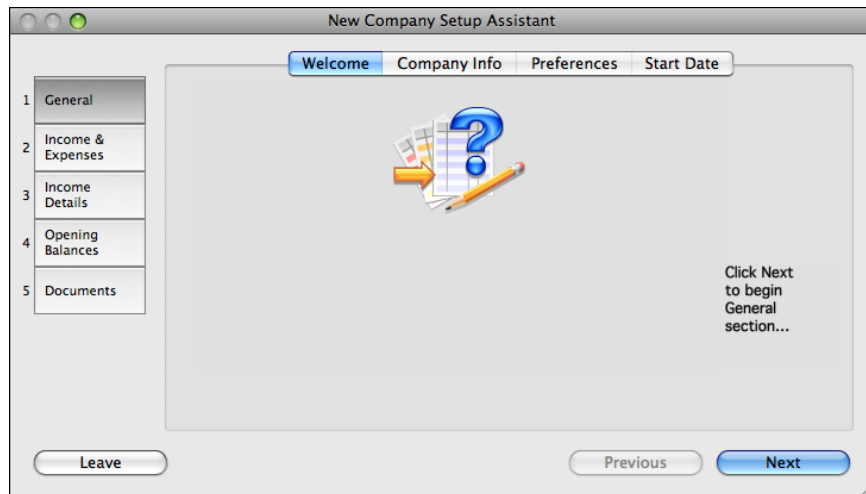 New Company Setup Assistant
Welcome Company Info Preferences Start Date
1 General
2 Income &
Expenses
3 Income
Details
4 Opening
Balances
5 Documents
Click Next
to begin
General
section...
Leave Previous Next